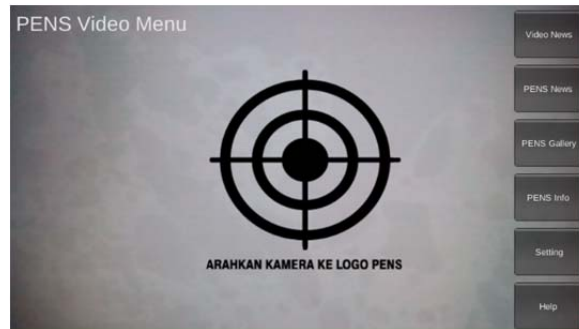 PENS Video Menu
Video News
PENS News
PENS Gallery
PENS Info
Setting
Help
ARAHKAN KAMERA KE LOGO PENS